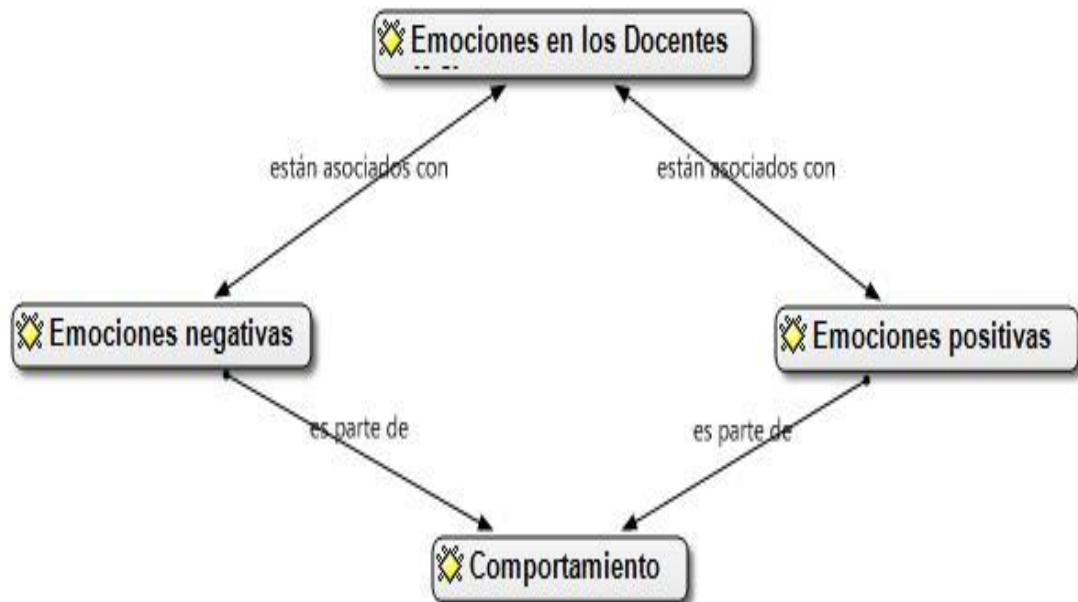 Emociones en los Docentes
están asociados con
están asociados con
Emociones negativas
Emociones positivas
es parte de
es parte de
Comportamiento